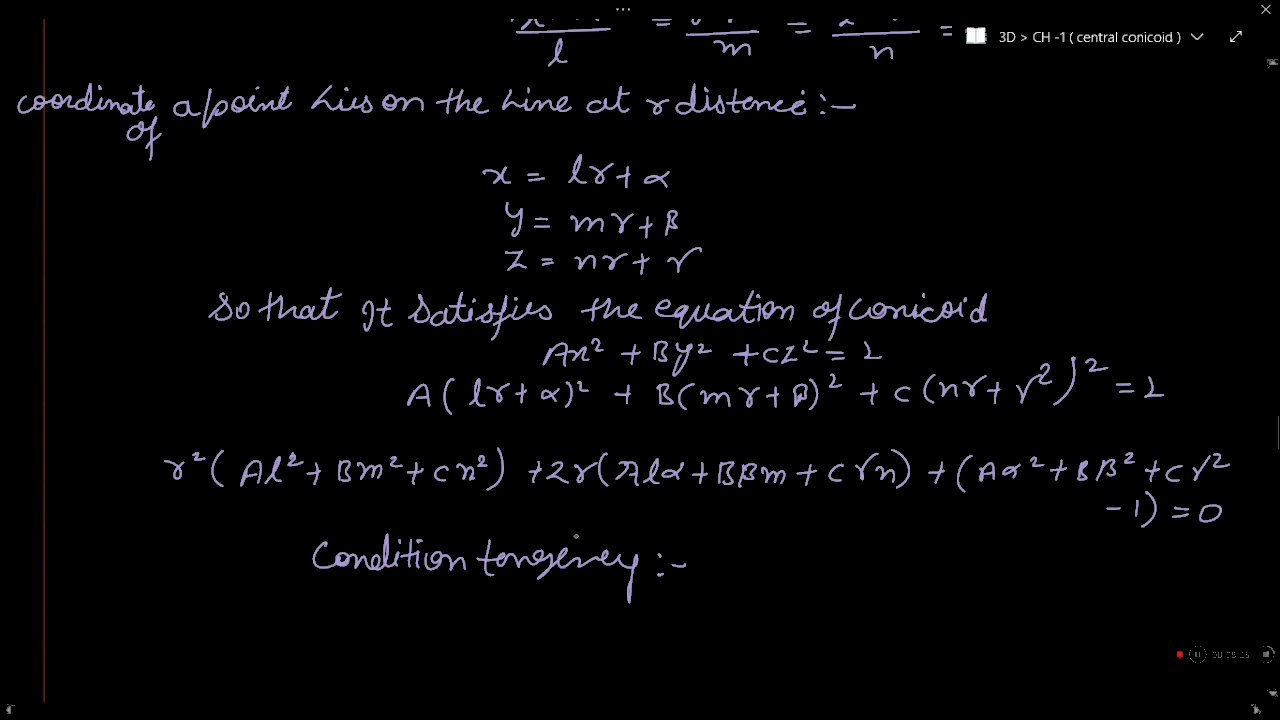 ...
3D > CH -1 ( central conicoid )
l = m = n =
coordinate of a point lies on the line at r distance :-
x = lr + α
y = mr + β
z = nr + γ
So that It satisfies the equation of conicoid
Ax² + By² + Cz² = 1
A( lr + α)² + B( mr + β)² + C (nr + γ²)² = 1
r² ( Al² + Bm² + Cn²) + 2r( Alα + Bβm + Cγn) + (Aα² + Bβ² + Cγ²
- 1) = 0
Condition tangency :-